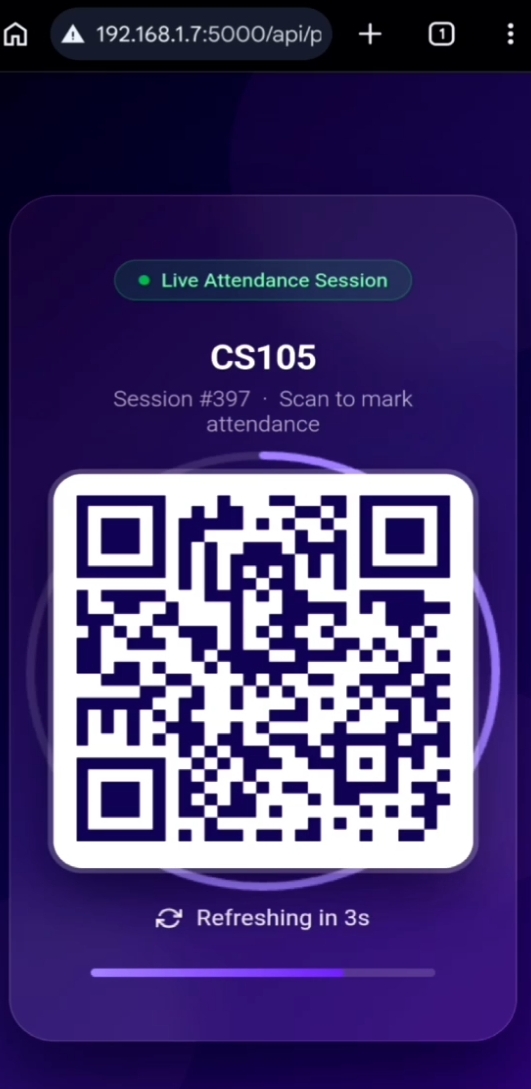 192.168.1.7:5000/api/p
1
Live Attendance Session
CS105
Session #397 · Scan to mark
attendance
Refreshing in 3s